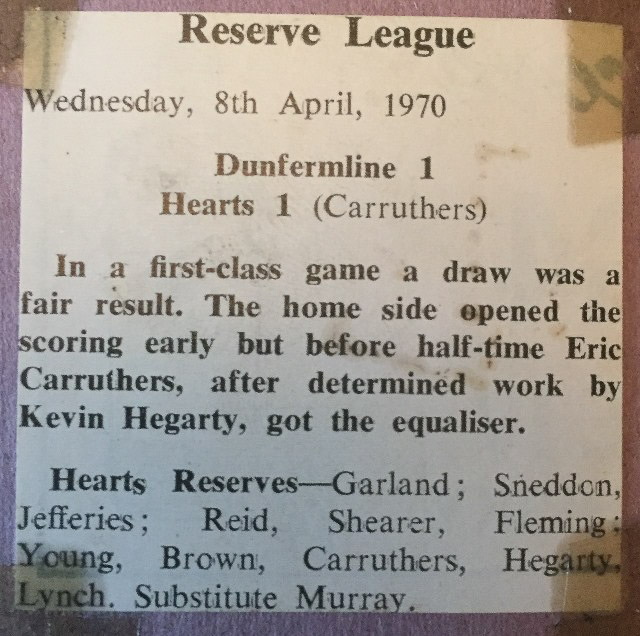 Reserve League
Wednesday, 8th April, 1970
Dunfermline 1
Hearts 1 (Carruthers)
In a first-class game a draw was a
fair result. The home side opened the
scoring early but before half-time Eric
Carruthers, after determined work by
Kevin Hegarty, got the equaliser.
Hearts Reserves—Garland; Sneddon,
Jefferies; Reid, Shearer, Fleming;
Young, Brown, Carruthers, Hegarty,
Lynch. Substitute Murray.